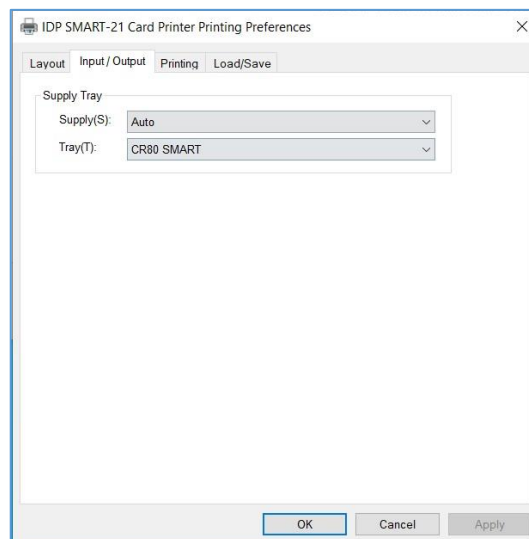 IDP SMART-21 Card Printer Printing Preferences
Layout Input / Output Printing Load/Save
Supply Tray
Supply(S): Auto
Tray(T): CR80 SMART
OK Cancel Apply